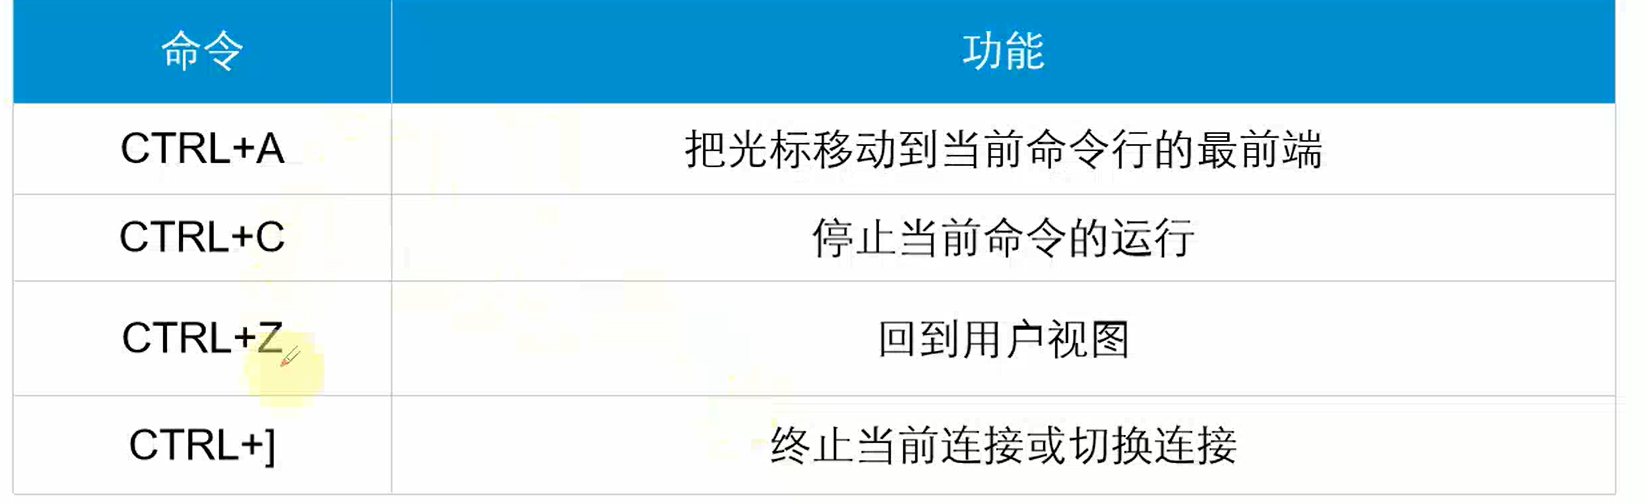 命令 功能
CTRL+A 把光标移动到当前命令行的最前端
CTRL+C 停止当前命令的运行
CTRL+Z 回到用户视图
CTRL+] 终止当前连接或切换连接